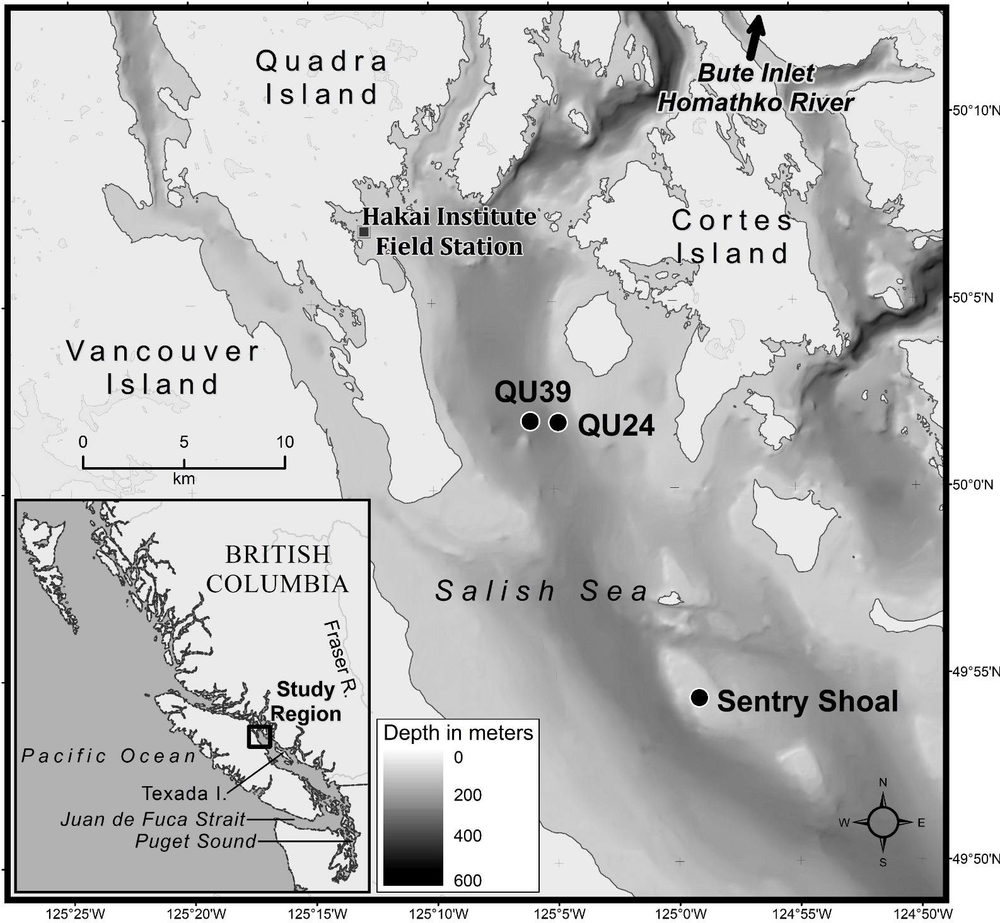 Quadra
Island
Bute Inlet
Homathko River
50°10'N
Hakai Institute
Field Station
Cortes
Island
50°5'N
Vancouver
Island
QU39
QU24
0 5 10
km
50°0'N
Salish Sea
BRITISH
COLUMBIA
Fraser R.
Study
Region
Pacific Ocean
Texada I.
Juan de Fuca Strait
Puget Sound
49°55'N
Sentry Shoal
Depth in meters
0
200
400
600
N
W E
S
49°50'N
125°25'W 125°20'W 125°15'W 125°10'W 125°5'W 125°0'W 124°55'W 124°50'W